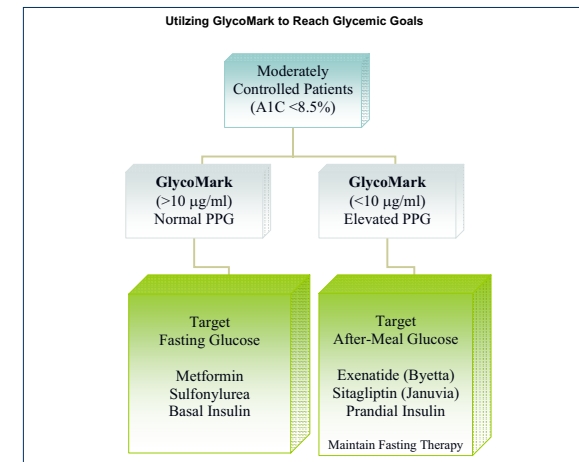 Utilzing GlycoMark to Reach Glycemic Goals
Moderately
Controlled Patients
(A1C <8.5%)
GlycoMark
(>10 µg/ml)
Normal PPG
GlycoMark
(<10 µg/ml)
Elevated PPG
Target
Fasting Glucose
Metformin
Sulfonylurea
Basal Insulin
Target
After-Meal Glucose
Exenatide (Byetta)
Sitagliptin (Januvia)
Prandial Insulin
Maintain Fasting Therapy